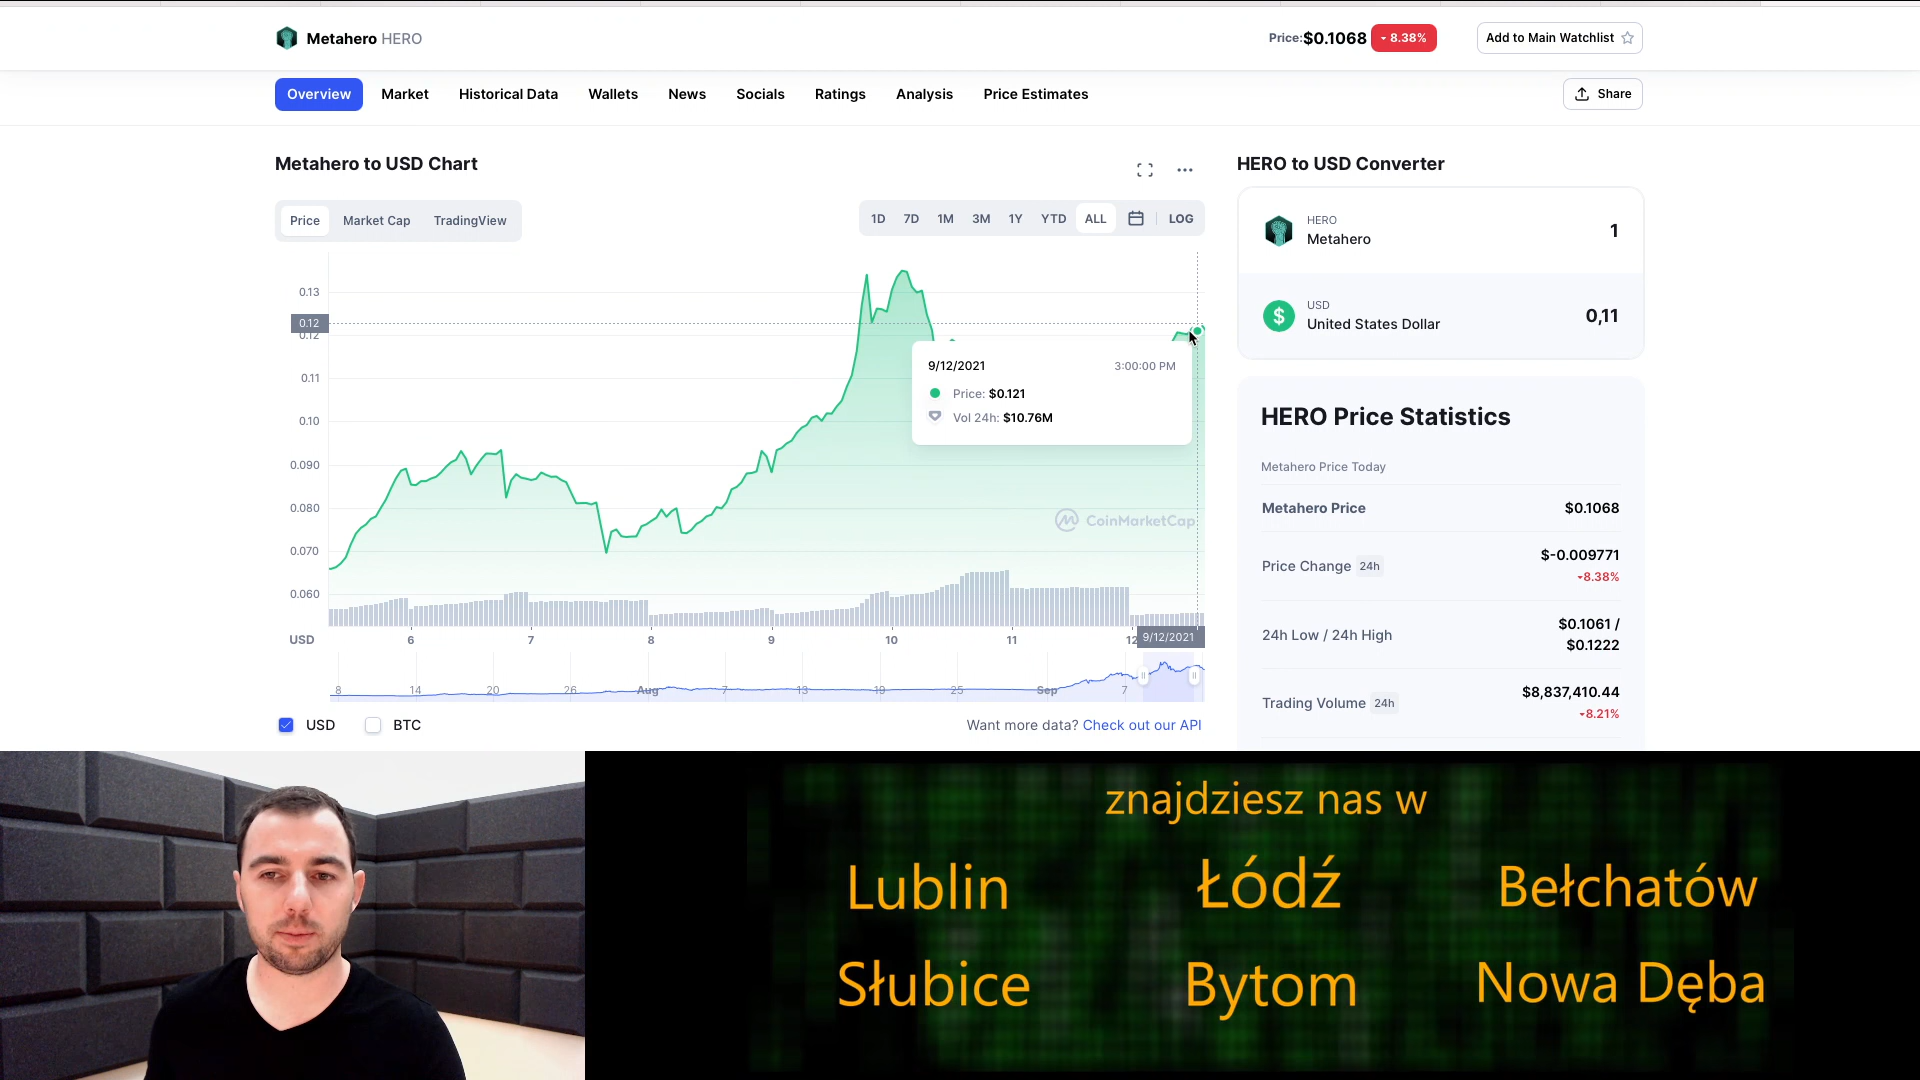 Metahero HERO
Price:$0.1068 8.38%
Add to Main Watchlist
Overview Market Historical Data Wallets News Socials Ratings Analysis Price Estimates
Share
Metahero to USD Chart
Price Market Cap TradingView
1D 7D 1M 3M 1Y YTD ALL LOG
0.13
0.12
0.12
0.11
0.10
0.090
0.080
0.070
0.060
9/12/2021 3:00:00 PM
Price: $0.121
Vol 24h: $10.76M
CoinMarketCap
USD 6 7 8 9 10 11 12 9/12/2021
8 14 20 26 Aug 7 13 19 25 Sep 7
USD BTC
Want more data? Check out our API
HERO to USD Converter
HERO
Metahero 1
USD
United States Dollar 0,11
HERO Price Statistics
Metahero Price Today
Metahero Price $0.1068
Price Change 24h $-0.009771
8.38%
24h Low / 24h High $0.1061 /
$0.1222
Trading Volume 24h $8,837,410.44
8.21%
znajdziesz nas w
Lublin Łódź Bełchatów
Słubice Bytom Nowa Dęba